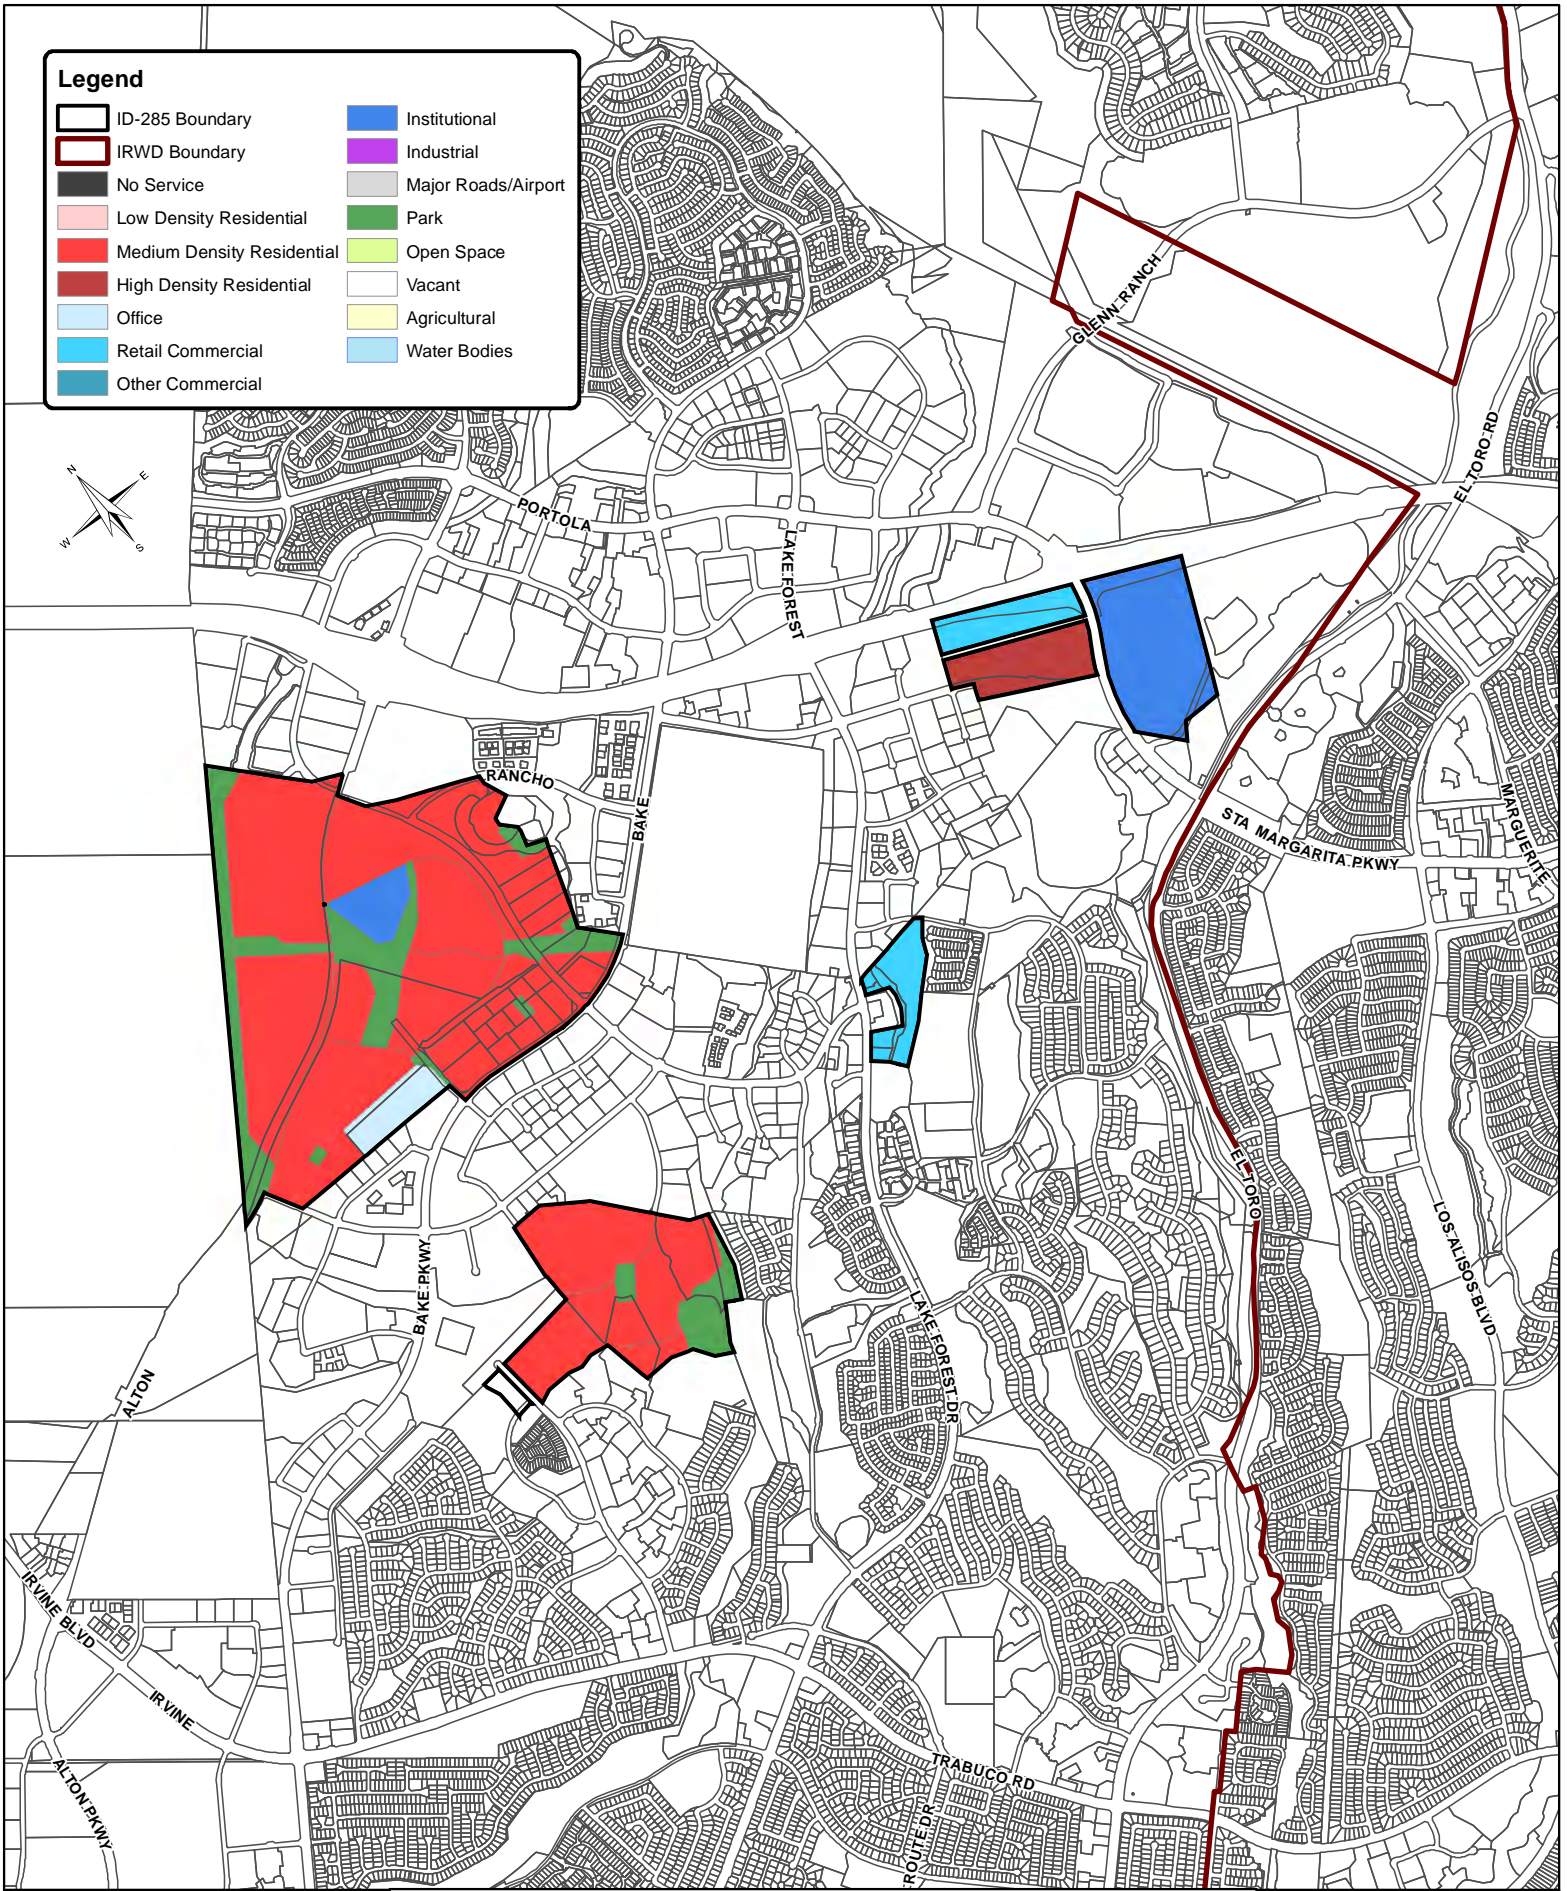 Legend
ID-285 Boundary
IRWD Boundary
No Service
Low Density Residential
Medium Density Residential
High Density Residential
Office
Retail Commercial
Other Commercial
Institutional
Industrial
Major Roads/Airport
Park
Open Space
Vacant
Agricultural
Water Bodies
N
E
W
S
GLENN RANCH
EL TORO RD
PORTOLA
LAKE FOREST
RANCHO
BAKE
STA MARGARITA PKWY
MARGUERITE
EL TORO
LOS ALISOS BLVD
BAKE PKWY
LAKE FOREST DR
ALTON
IRVINE BLVD
IRVINE
ALTON PKWY
TRABUCO RD
ROUTE DR